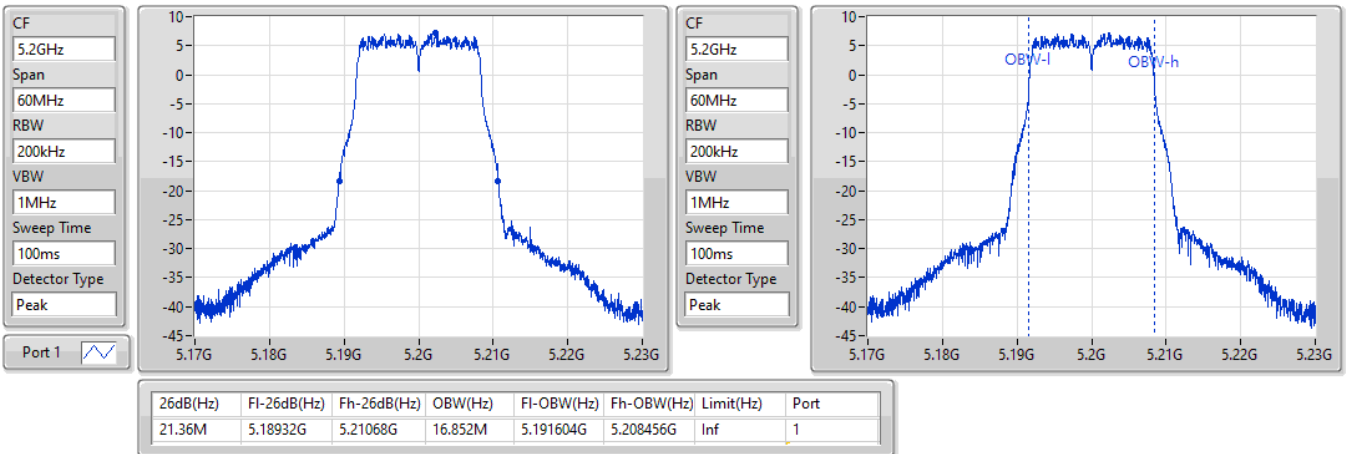 CF
5.2GHz
Span
60MHz
RBW
200kHz
VBW
1MHz
Sweep Time
100ms
Detector Type
Peak
Port 1
10
5
0
-5
-10
-15
-20
-25
-30
-35
-40
-45
5.17G 5.18G 5.19G 5.2G 5.21G 5.22G 5.23G
CF
5.2GHz
Span
60MHz
RBW
200kHz
VBW
1MHz
Sweep Time
100ms
Detector Type
Peak
10
5
0
-5
-10
-15
-20
-25
-30
-35
-40
-45
OBW-l OBW-h
5.17G 5.18G 5.19G 5.2G 5.21G 5.22G 5.23G
26dB(Hz) Fl-26dB(Hz) Fh-26dB(Hz) OBW(Hz) Fl-OBW(Hz) Fh-OBW(Hz) Limit(Hz) Port
21.36M 5.18932G 5.21068G 16.852M 5.191604G 5.208456G Inf 1